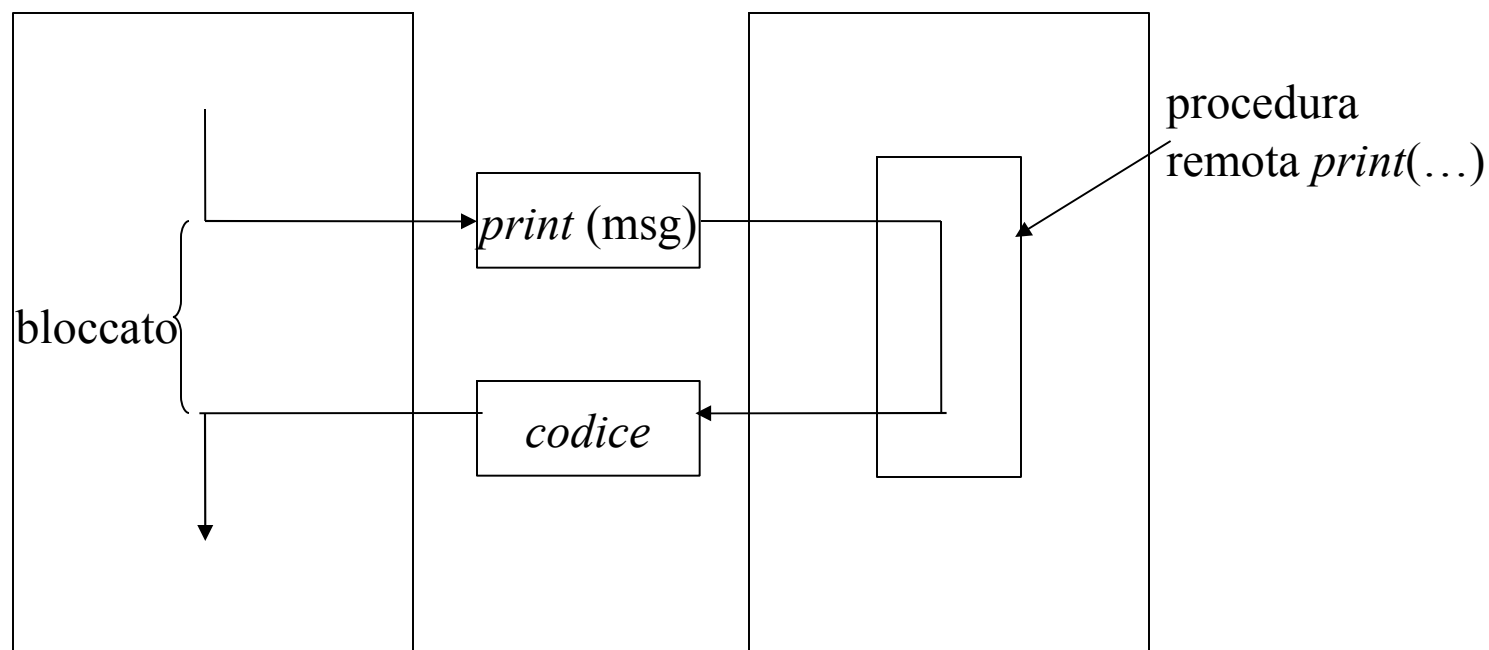 procedura
remota print(…)
print (msg)
bloccato
codice